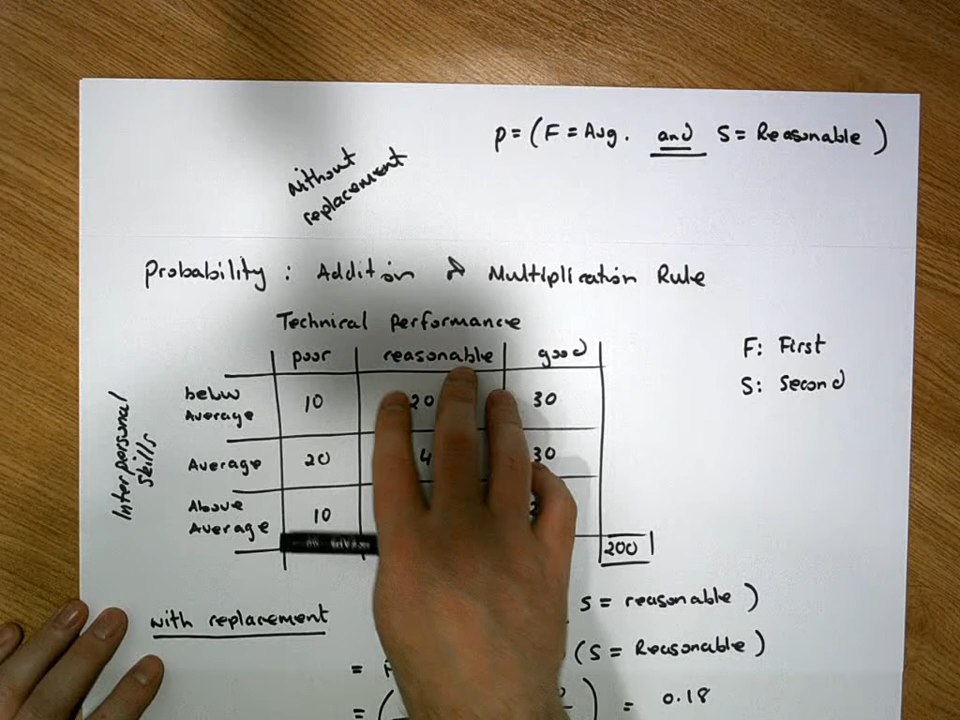 P=(F=Avg. and S=Reasonable)
without
replacement
Probability: Addition & Multiplication Rule
Technical performance
poor reasonable good
F: First
S: Second
Interpersonal
Skills
below
Average 10 20 30
Average 20 4 30
Above
Average 10
200
with replacement
S = reasonable)
= (S = Reasonable)
= ( ) = 0.18